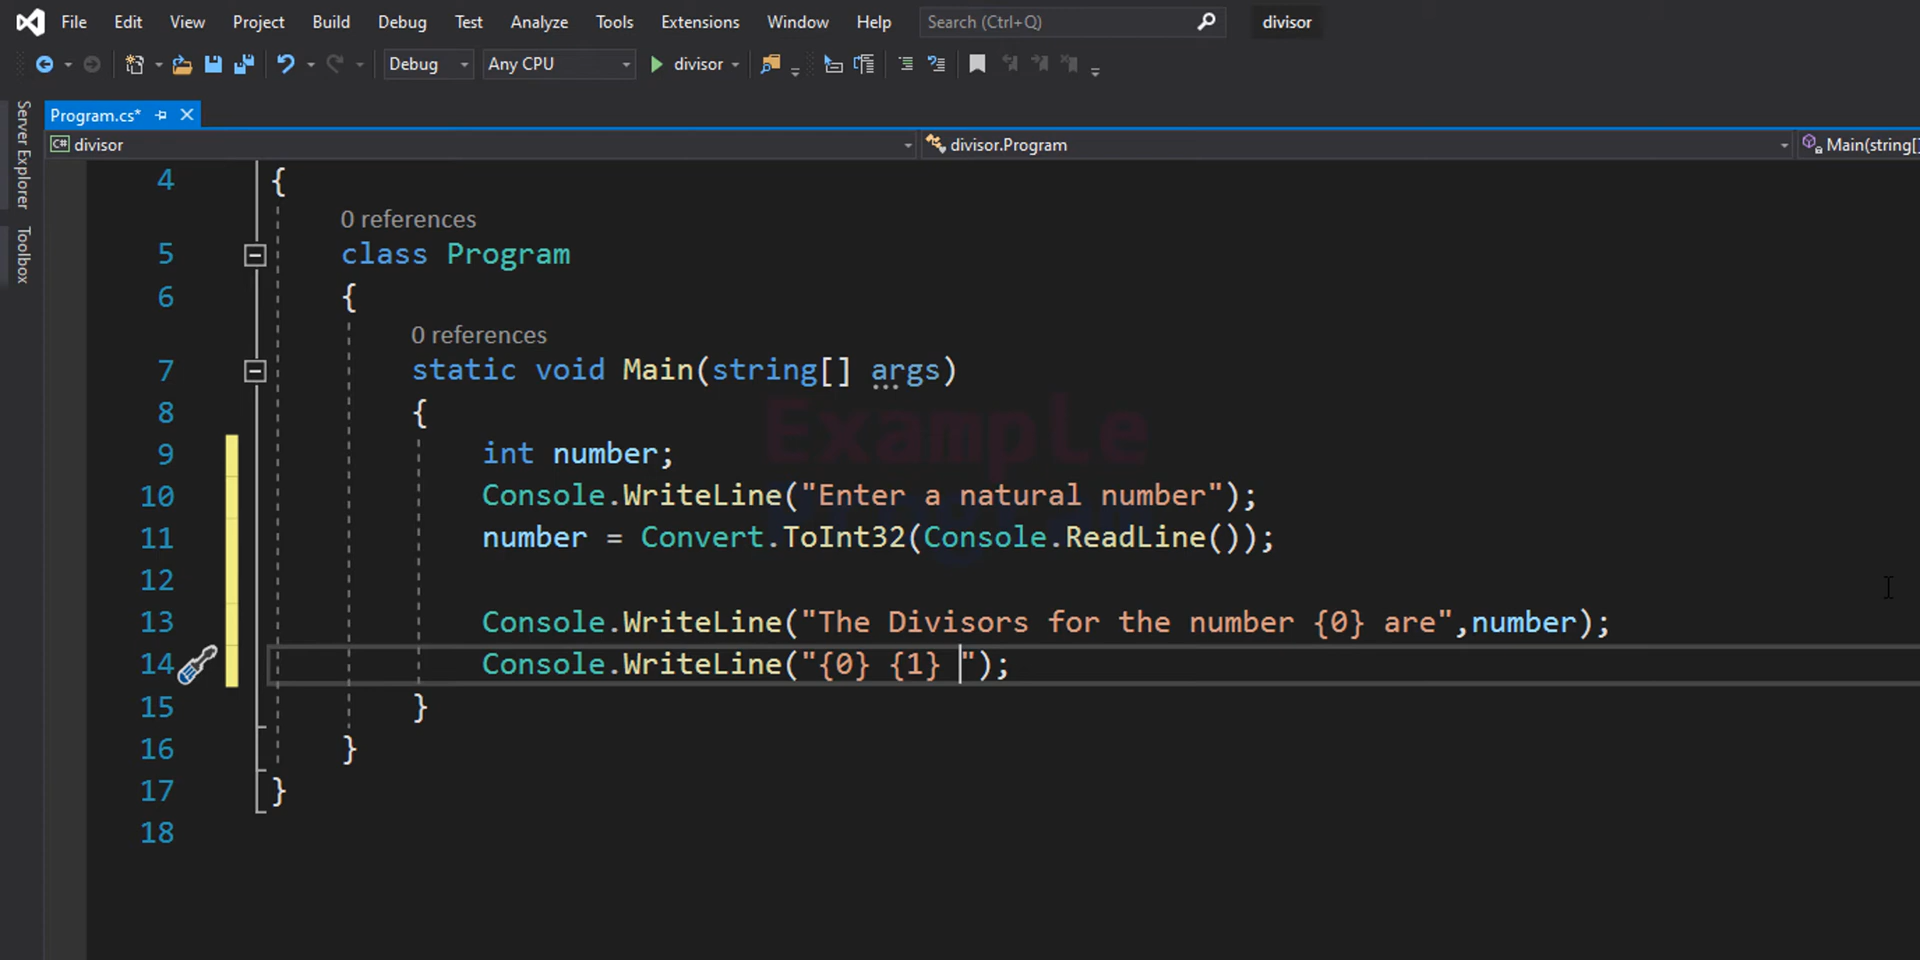 File Edit View Project Build Debug Test Analyze Tools Extensions Window Help Search (Ctrl+Q) divisor
Debug Any CPU divisor
Server Explorer
Toolbox
Program.cs*
C# divisor divisor.Program Main(string[]
4 {
0 references
5 class Program
6 {
0 references
7 static void Main(string[] args)
8 {
Example
9 int number;
10 Console.WriteLine("Enter a natural number");
11 number = Convert.ToInt32(Console.ReadLine());
12
13 Console.WriteLine("The Divisors for the number {0} are",number);
14 Console.WriteLine("{0} {1} ");
15 }
16 }
17 }
18